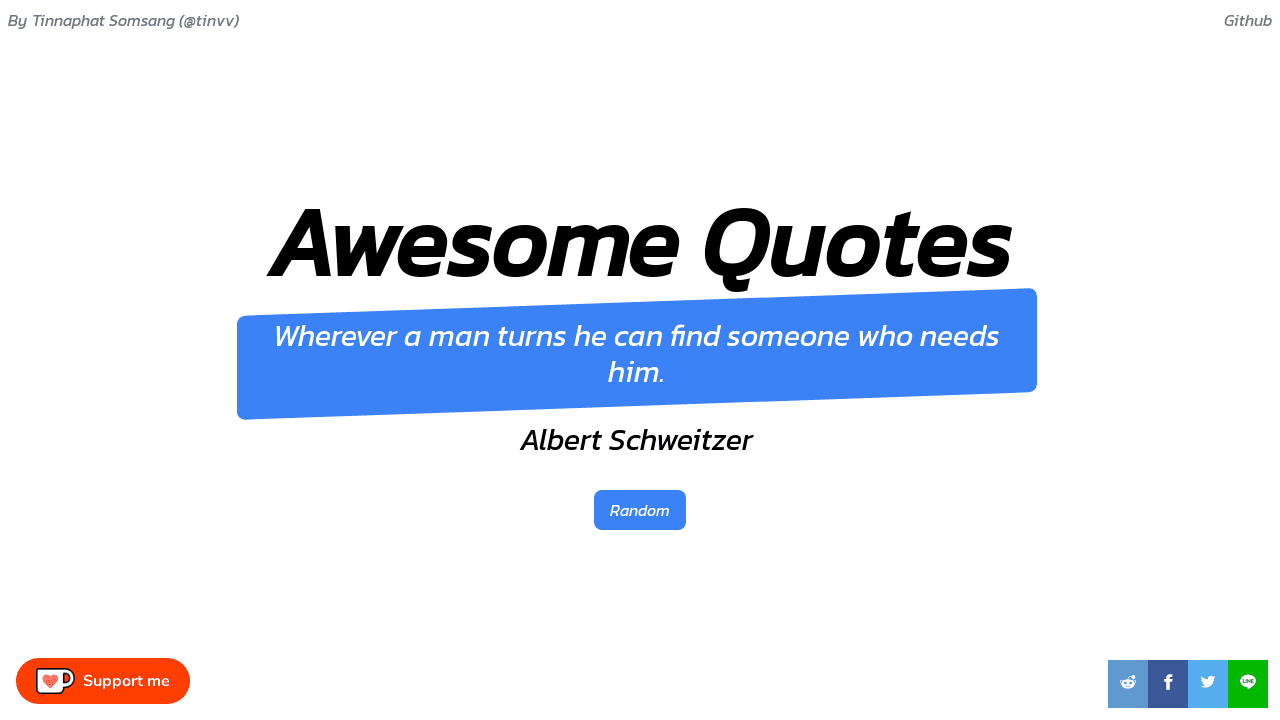 By Tinnaphat Somsang (@tinvv)
Github
Awesome Quotes
Wherever a man turns he can find someone who needs
him.
Albert Schweitzer
Random
Support me
LINE